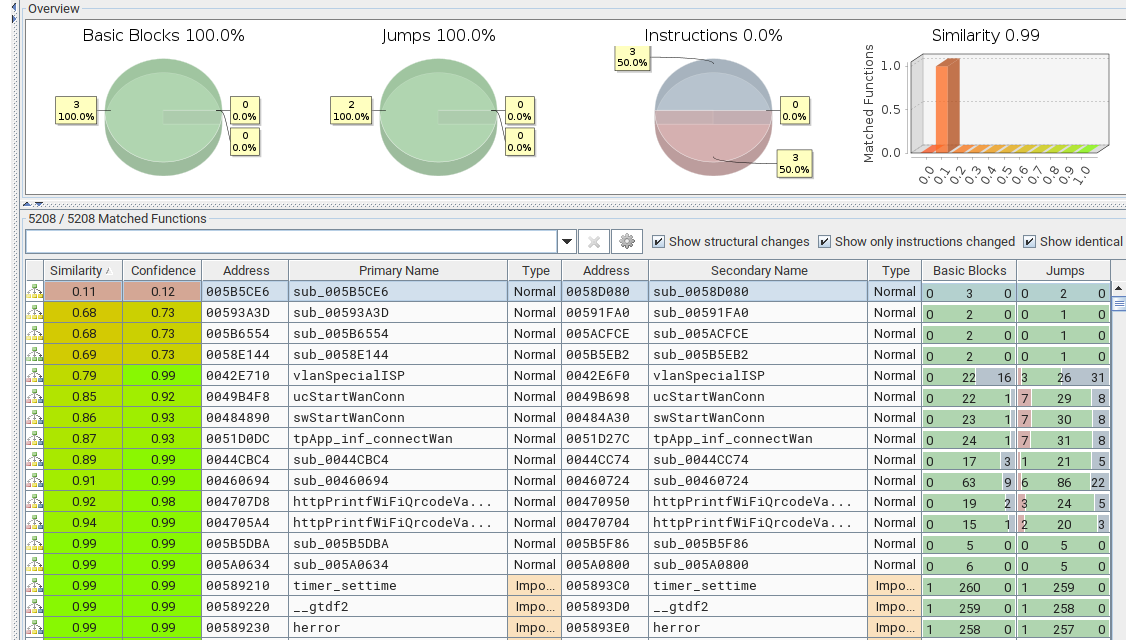 Overview
Basic Blocks 100.0% Jumps 100.0% Instructions 0.0% Similarity 0.99
3
100.0%
0
0.0%
0
0.0%
2
100.0%
0
0.0%
0
0.0%
3
50.0%
0
0.0%
3
50.0%
Matched Functions
1.0
0.5
0.0
0.0 0.1 0.2 0.3 0.4 0.5 0.6 0.7 0.8 0.9 1.0
5208 / 5208 Matched Functions
Show structural changes Show only instructions changed Show identical
Similarity Confidence Address Primary Name Type Address Secondary Name Type Basic Blocks Jumps
0.11 0.12 005B5CE6 sub_005B5CE6 Normal 0058D080 sub_0058D080 Normal 0 3 0 0 2 0
0.68 0.73 00593A3D sub_00593A3D Normal 00591FA0 sub_00591FA0 Normal 0 2 0 0 1 0
0.68 0.73 005B6554 sub_005B6554 Normal 005ACFCE sub_005ACFCE Normal 0 2 0 0 1 0
0.69 0.73 0058E144 sub_0058E144 Normal 005B5EB2 sub_005B5EB2 Normal 0 2 0 0 1 0
0.79 0.99 0042E710 vlanSpecialISP Normal 0042E6F0 vlanSpecialISP Normal 0 22 16 3 26 31
0.85 0.92 0049B4F8 ucStartWanConn Normal 0049B698 ucStartWanConn Normal 0 22 1 7 29 8
0.86 0.93 00484890 swStartWanConn Normal 00484A30 swStartWanConn Normal 0 23 1 7 30 8
0.87 0.93 0051D0DC tpApp_inf_connectWan Normal 0051D27C tpApp_inf_connectWan Normal 0 24 1 7 31 8
0.89 0.99 0044CBC4 sub_0044CBC4 Normal 0044CC74 sub_0044CC74 Normal 0 17 3 1 21 5
0.91 0.99 00460694 sub_00460694 Normal 00460724 sub_00460724 Normal 0 63 9 6 86 22
0.92 0.98 004707D8 httpPrintfWiFiQrcodeVa... Normal 00470950 httpPrintfWiFiQrcodeVa... Normal 0 19 2 3 24 5
0.94 0.99 004705A4 httpPrintfWiFiQrcodeVa... Normal 00470704 httpPrintfWiFiQrcodeVa... Normal 0 15 1 2 20 3
0.99 0.99 005B5DBA sub_005B5DBA Normal 005B5F86 sub_005B5F86 Normal 0 5 0 0 5 0
0.99 0.99 005A0634 sub_005A0634 Normal 005A0800 sub_005A0800 Normal 0 6 0 0 5 0
0.99 0.99 00589210 timer_settime Impo... 005893C0 timer_settime Impo... 1 260 0 1 259 0
0.99 0.99 00589220 __gtdf2 Impo... 005893D0 __gtdf2 Impo... 1 259 0 1 258 0
0.99 0.99 00589230 herror Impo... 005893E0 herror Impo... 1 258 0 1 257 0